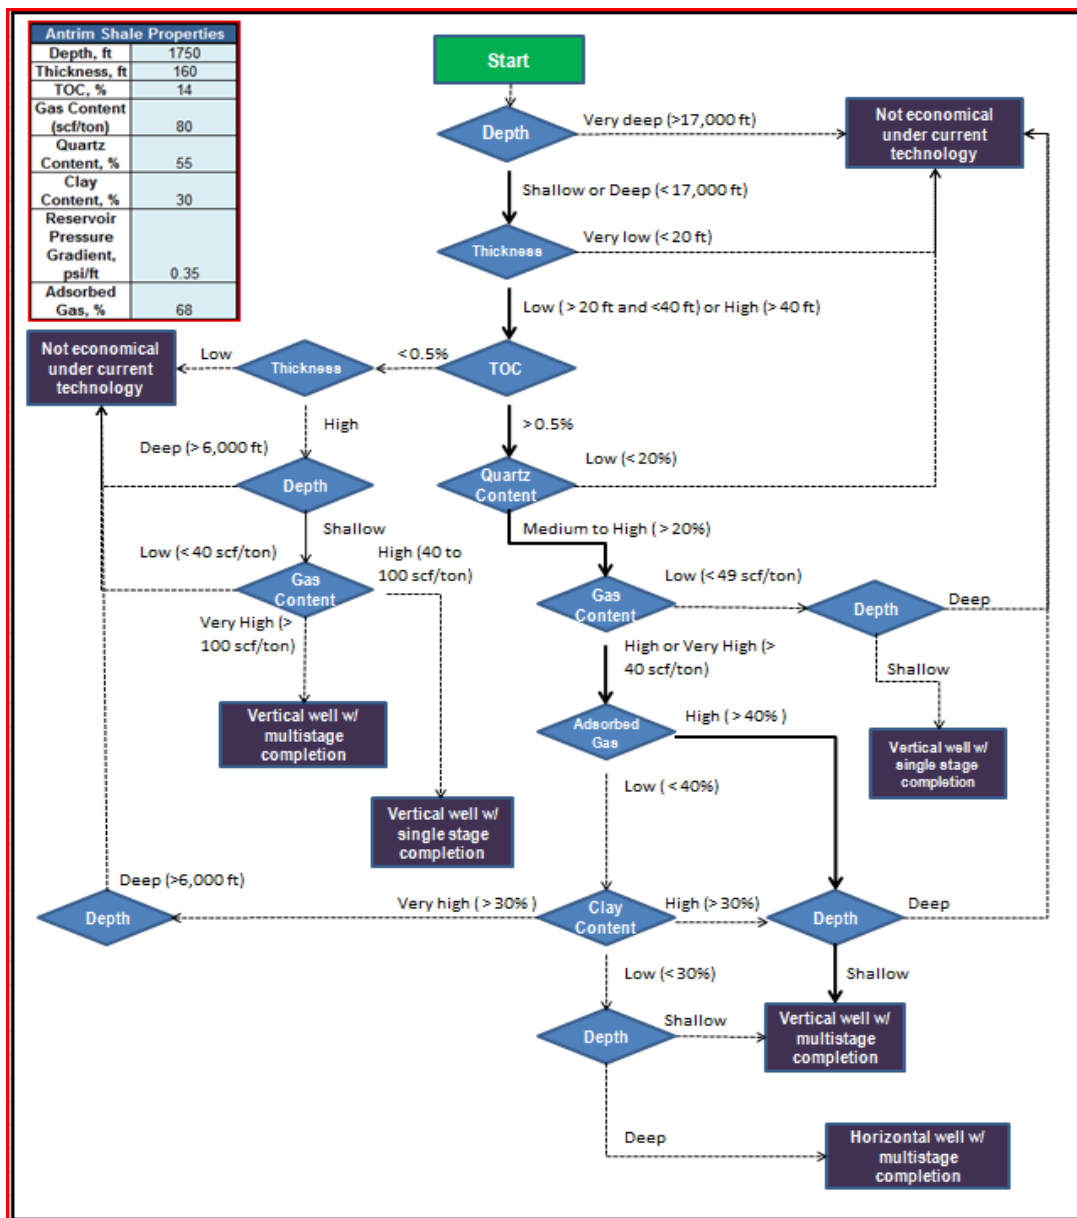 Antrim Shale Properties
Depth, ft 1750
Thickness, ft 160
TOC, % 14
Gas Content
(scf/ton) 80
Quartz
Content, % 55
Clay
Content, % 30
Reservoir
Pressure
Gradient,
psi/ft 0.35
Adsorbed
Gas, % 68
Start
Depth
Very deep (>17,000 ft)
Not economical
under current
technology
Shallow or Deep (< 17,000 ft)
Thickness
Very low (< 20 ft)
Low ( > 20 ft and <40 ft) or High (> 40 ft)
Not economical
under current
technology
Low
Thickness
< 0.5%
TOC
High
> 0.5%
Deep (> 6,000 ft)
Depth
Quartz
Content
Low (< 20%)
Shallow
Medium to High ( > 20%)
Low (< 40 scf/ton)
High (40 to
100 scf/ton)
Gas
Content
Gas
Content
Low ( < 49 scf/ton)
Depth
Deep
Very High (>
100 scf/ton)
High or Very High (>
40 scf/ton)
Shallow
Vertical well w/
multistage
completion
Adsorbed
Gas
High ( > 40% )
Vertical well w/
single stage
completion
Low ( < 40%)
Vertical well w/
single stage
completion
Deep (>6,000 ft)
Depth
Very high ( > 30% )
Clay
Content
High (> 30%)
Depth
Deep
Low (< 30%)
Shallow
Depth
Shallow
Vertical well w/
multistage
completion
Deep
Horizontal well w/
multistage
completion